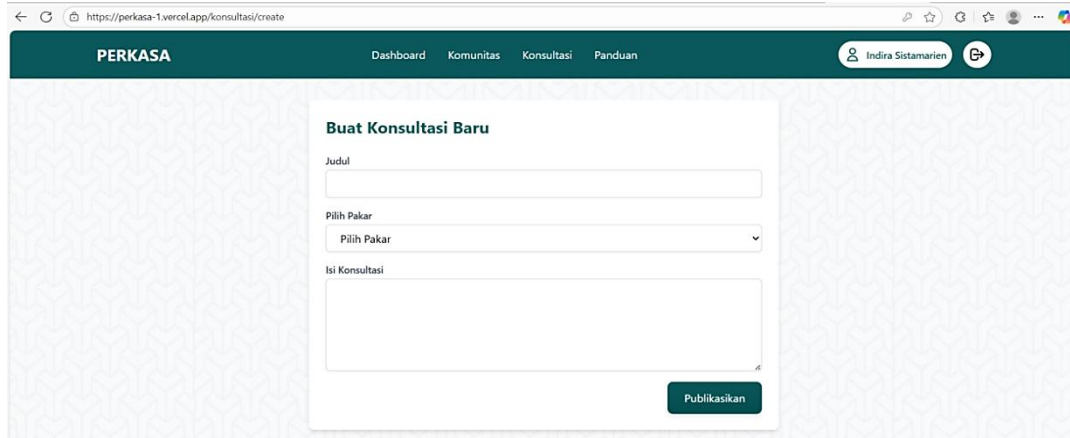 https://perkasa-1.vercel.app/konsultasi/create
PERKASA Dashboard Komunitas Konsultasi Panduan Indira Sistamarien
Buat Konsultasi Baru
Judul
Pilih Pakar
Pilih Pakar
Isi Konsultasi
Publikasikan